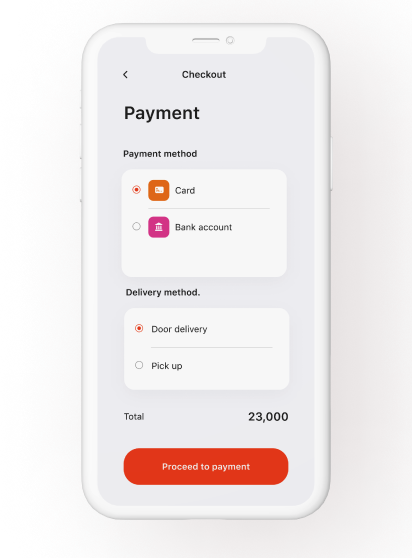 Checkout
Payment
Payment method
Card
Bank account
Delivery method.
Door delivery
Pick up
Total 23,000
Proceed to payment